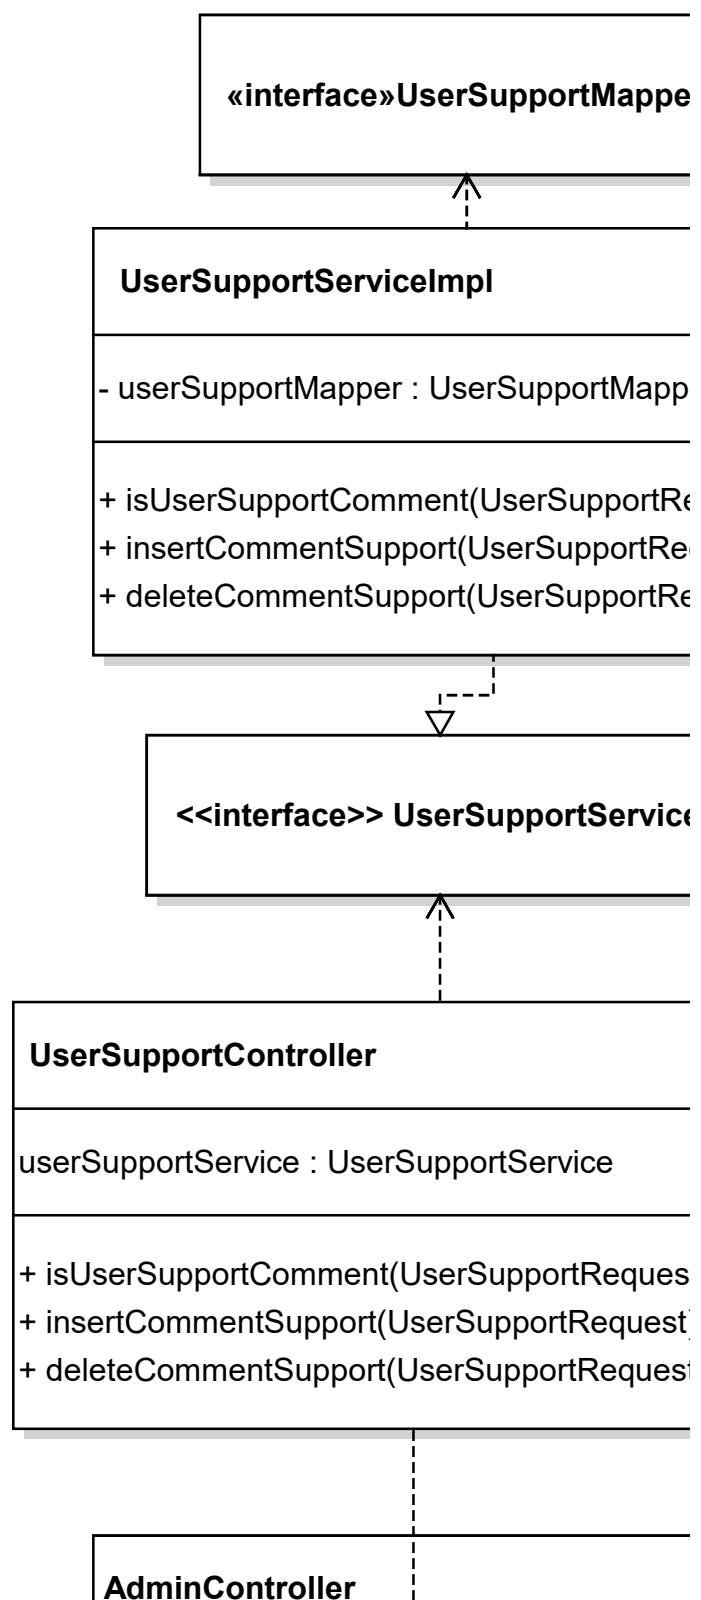 «interface»UserSupportMappe
UserSupportServiceImpl
- userSupportMapper : UserSupportMapp
+ isUserSupportComment(UserSupportRe
+ insertCommentSupport(UserSupportRe
+ deleteCommentSupport(UserSupportRe
<<interface>> UserSupportService
UserSupportController
userSupportService : UserSupportService
+ isUserSupportComment(UserSupportReques
+ insertCommentSupport(UserSupportRequest)
+ deleteCommentSupport(UserSupportRequest
AdminController